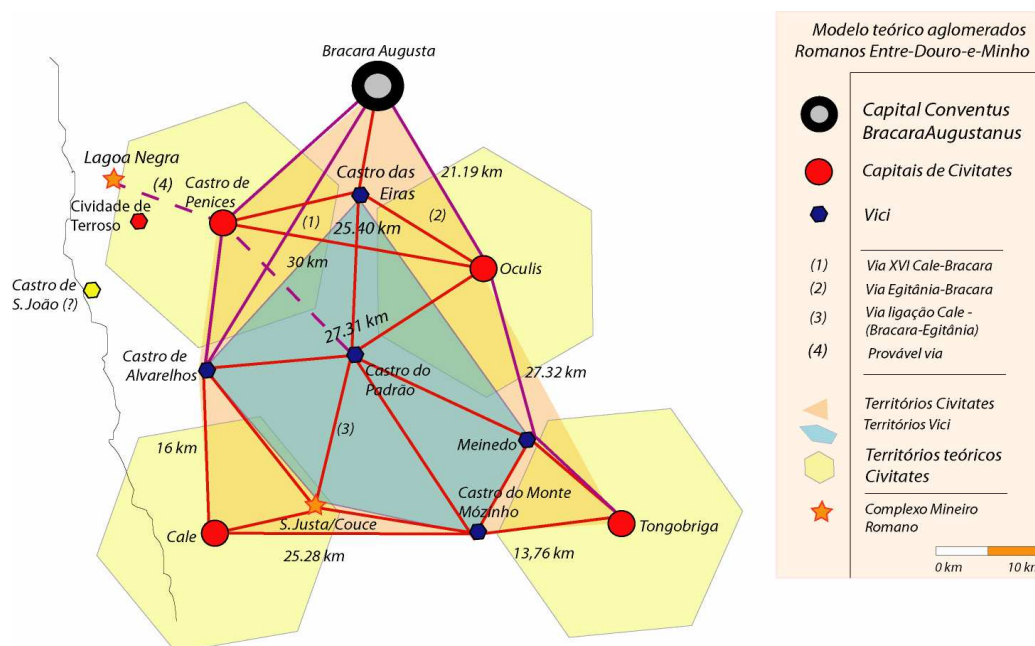 Bracara Augusta
Lagoa Negra
(4)
Castro de
Penices
Cividade de
Terroso
Castro das
Eiras
21.19 km
(1)
(2)
25.40 km
30 km
Oculis
Castro de
S.João (?)
27.31 km
Castro de
Alvarelhos
Castro do
Padrão
27.32 km
(3)
16 km
Meinedo
Castro do Monte
Mózinho
S.Justa/Couce
Cale
Tongobriga
25.28 km
13,76 km
Modelo teórico aglomerados
Romanos Entre-Douro-e-Minho
Capital Conventus
BracaraAugustanus
Capitais de Civitates
Vici
(1) Via XVI Cale-Bracara
(2) Via Egitânia-Bracara
(3) Via ligação Cale -
(Bracara-Egitânia)
(4) Provável via
Territórios Civitates
Territórios Vici
Territórios teóricos
Civitates
Complexo Mineiro
Romano
0 km 10 km